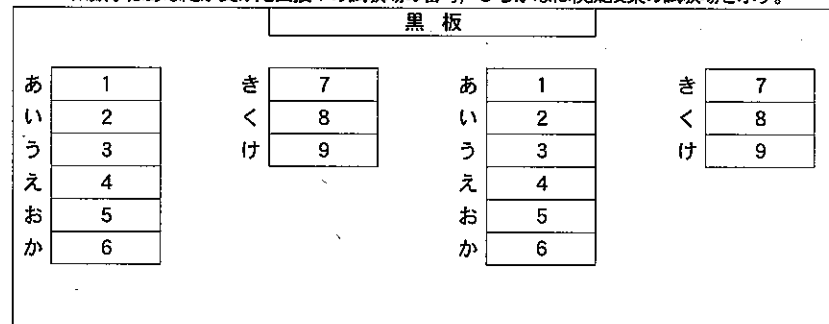 黒 板
あ 1 き 7 あ 1 き 7
い 2 く 8 い 2 く 8
う 3 け 9 う 3 け 9
え 4 え 4
お 5 お 5
か 6 か 6